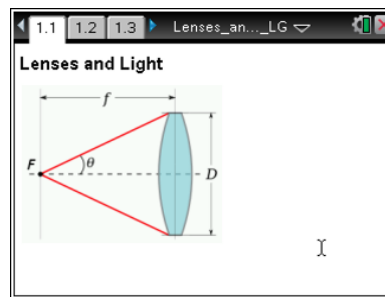 1.1 1.2 1.3 Lenses_an..._LG
Lenses and Light
f
F θ D